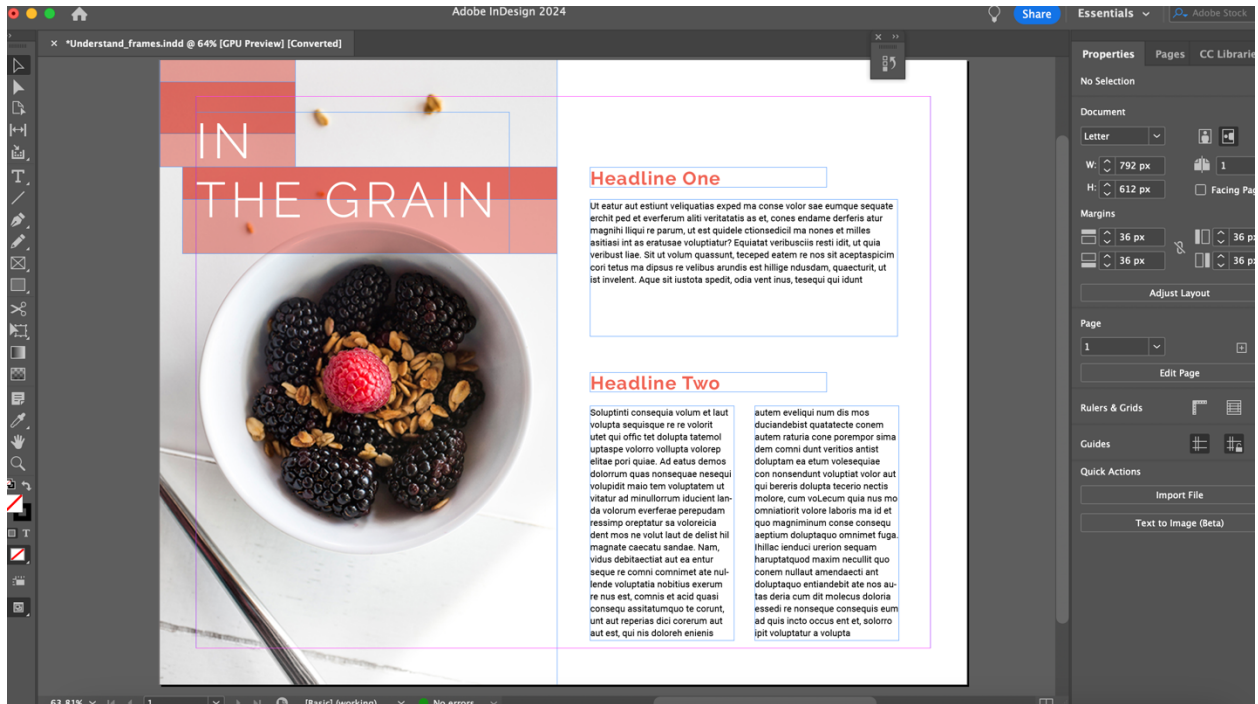 Adobe InDesign 2024
Share
Essentials
Adobe Stock
× *Understand_frames.indd @ 64% [GPU Preview] [Converted]
Properties Pages CC Librarie
No Selection
Document
Letter
W: 792 px
1
H: 612 px
Facing Pag
Margins
36 px
36 px
36 px
36 px
Adjust Layout
Page
1
Edit Page
Rulers & Grids
Guides
Quick Actions
Import File
Text to Image (Beta)
IN
THE GRAIN
Headline One
Ut eatur aut estiunt veliquatias exped ma conse volor sae eumque sequate
erchit ped et everferum aliti veritatatis as et, cones endame derferis atur
magnihi lliqui re parum, ut est quidele ctionsedicil ma nones et milles
asitiasi int as eratusae voluptiatur? Equiatat veribusciis resti idit, ut quia
veribust liae. Sit ut volum quassunt, teceped eatem re nos sit aceptaspicim
cori tetus ma dipsus re velibus arundis est hillige ndusdam, quaecturit, ut
ist invelent. Aque sit iustota spedit, odia vent inus, tesequi qui idunt
Headline Two
Soluptinti consequia volum et laut
volupta sequisque re re volorit
utet qui offic tet dolupta tatemol
uptaspe volorro vollupta volorep
elitae pori quiae. Ad eatus demos
dolorrum quas nonsequae nesequi
volupidit maio tem voluptatem ut
vitatur ad minullorrum iducient lan-
da volorum everferae perepudam
ressimp oreptatur sa voloreicia
dent mos ne volut laut de delist hil
magnate caecatu sandae. Nam,
vidus debitaectiat aut ea entur
seque re comni comnimet ate nul-
lende voluptatia nobitius exerum
re nus est, comnis et acid quasi
consequ assitatumquo te corunt,
unt aut reperias dici corerum aut
aut est, qui nis doloreh enienis
autem eveliqui num dis mos
duciandebist quatatecte conem
autem raturia cone porempor sima
dem comni dunt veritios antist
doluptam ea etum volesequiae
con nonsendunt voluptiat volor aut
qui bereris dolupta tecerio nectis
molore, cum voLecum quia nus mo
omniatiorit volore laboris ma id et
quo magniminum conse consequ
aeptium doluptaquo omnimet fuga.
Ihillac ienduci urerion sequam
haruptatquod maxim necullit quo
conem nullaut amendaecti ant
doluptaquo entiandebit ate nos au-
tas deria cum dit molecus doloria
essedi re nonseque consequis eum
ad quis incto occus ent et, solorro
ipit voluptatur a volupta
63.81%
1
[Basic] (working)
No errors